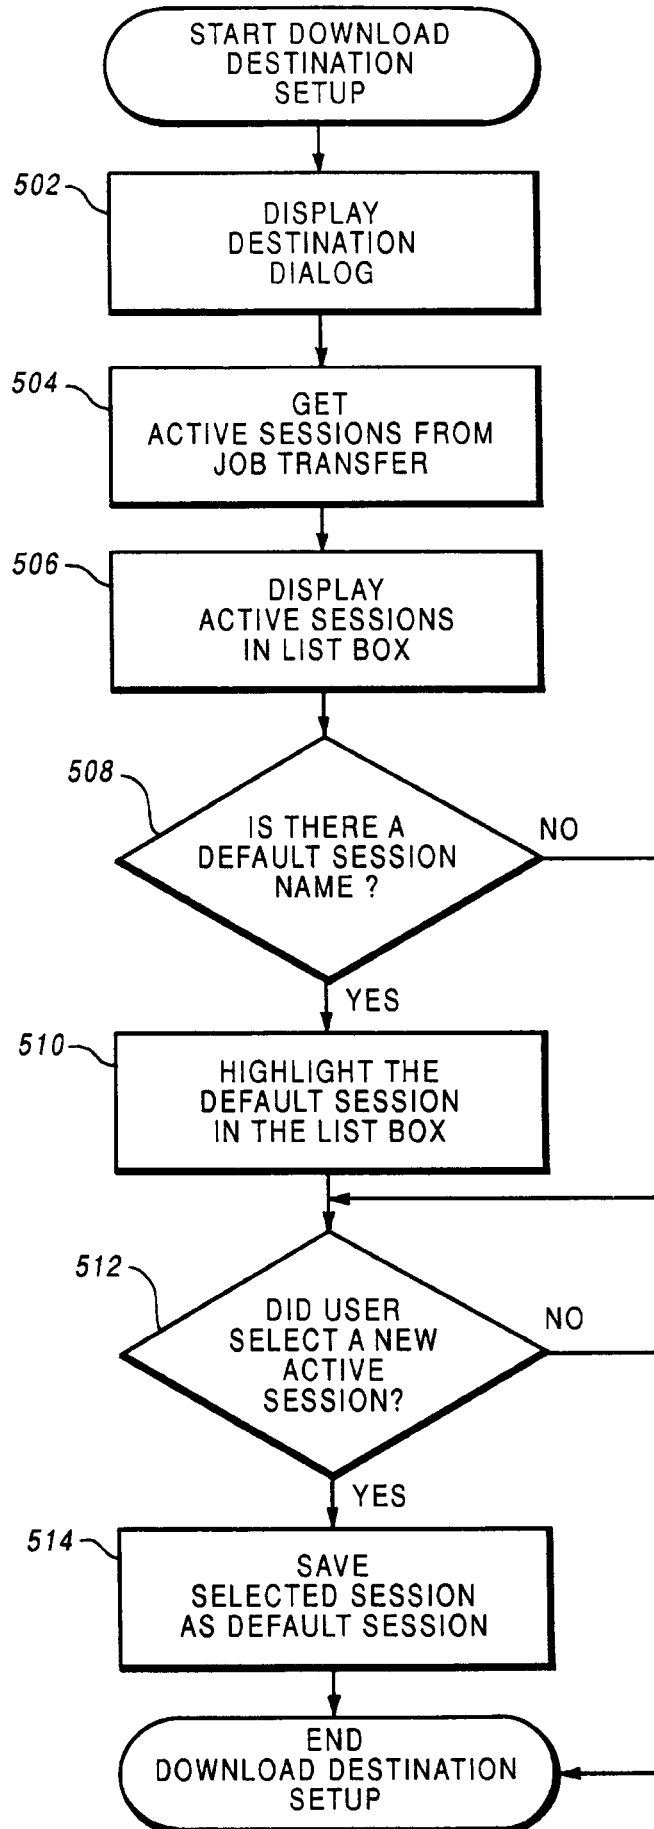 START DOWNLOAD
DESTINATION
SETUP
502
DISPLAY
DESTINATION
DIALOG
504
GET
ACTIVE SESSIONS FROM
JOB TRANSFER
506
DISPLAY
ACTIVE SESSIONS
IN LIST BOX
508
IS THERE A
DEFAULT SESSION
NAME ?
NO
YES
510
HIGHLIGHT THE
DEFAULT SESSION
IN THE LIST BOX
512
DID USER
SELECT A NEW
ACTIVE
SESSION?
NO
YES
514
SAVE
SELECTED SESSION
AS DEFAULT SESSION
END
DOWNLOAD DESTINATION
SETUP